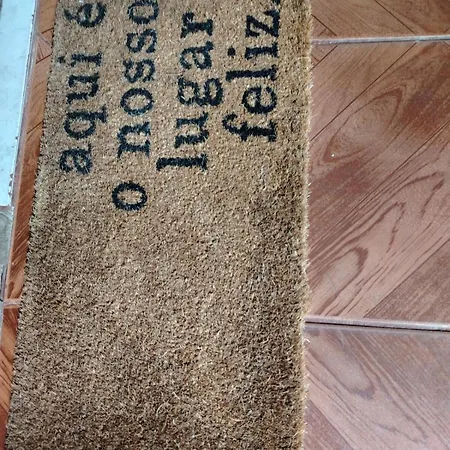 aqui é
o nosso
lugar
feliz.